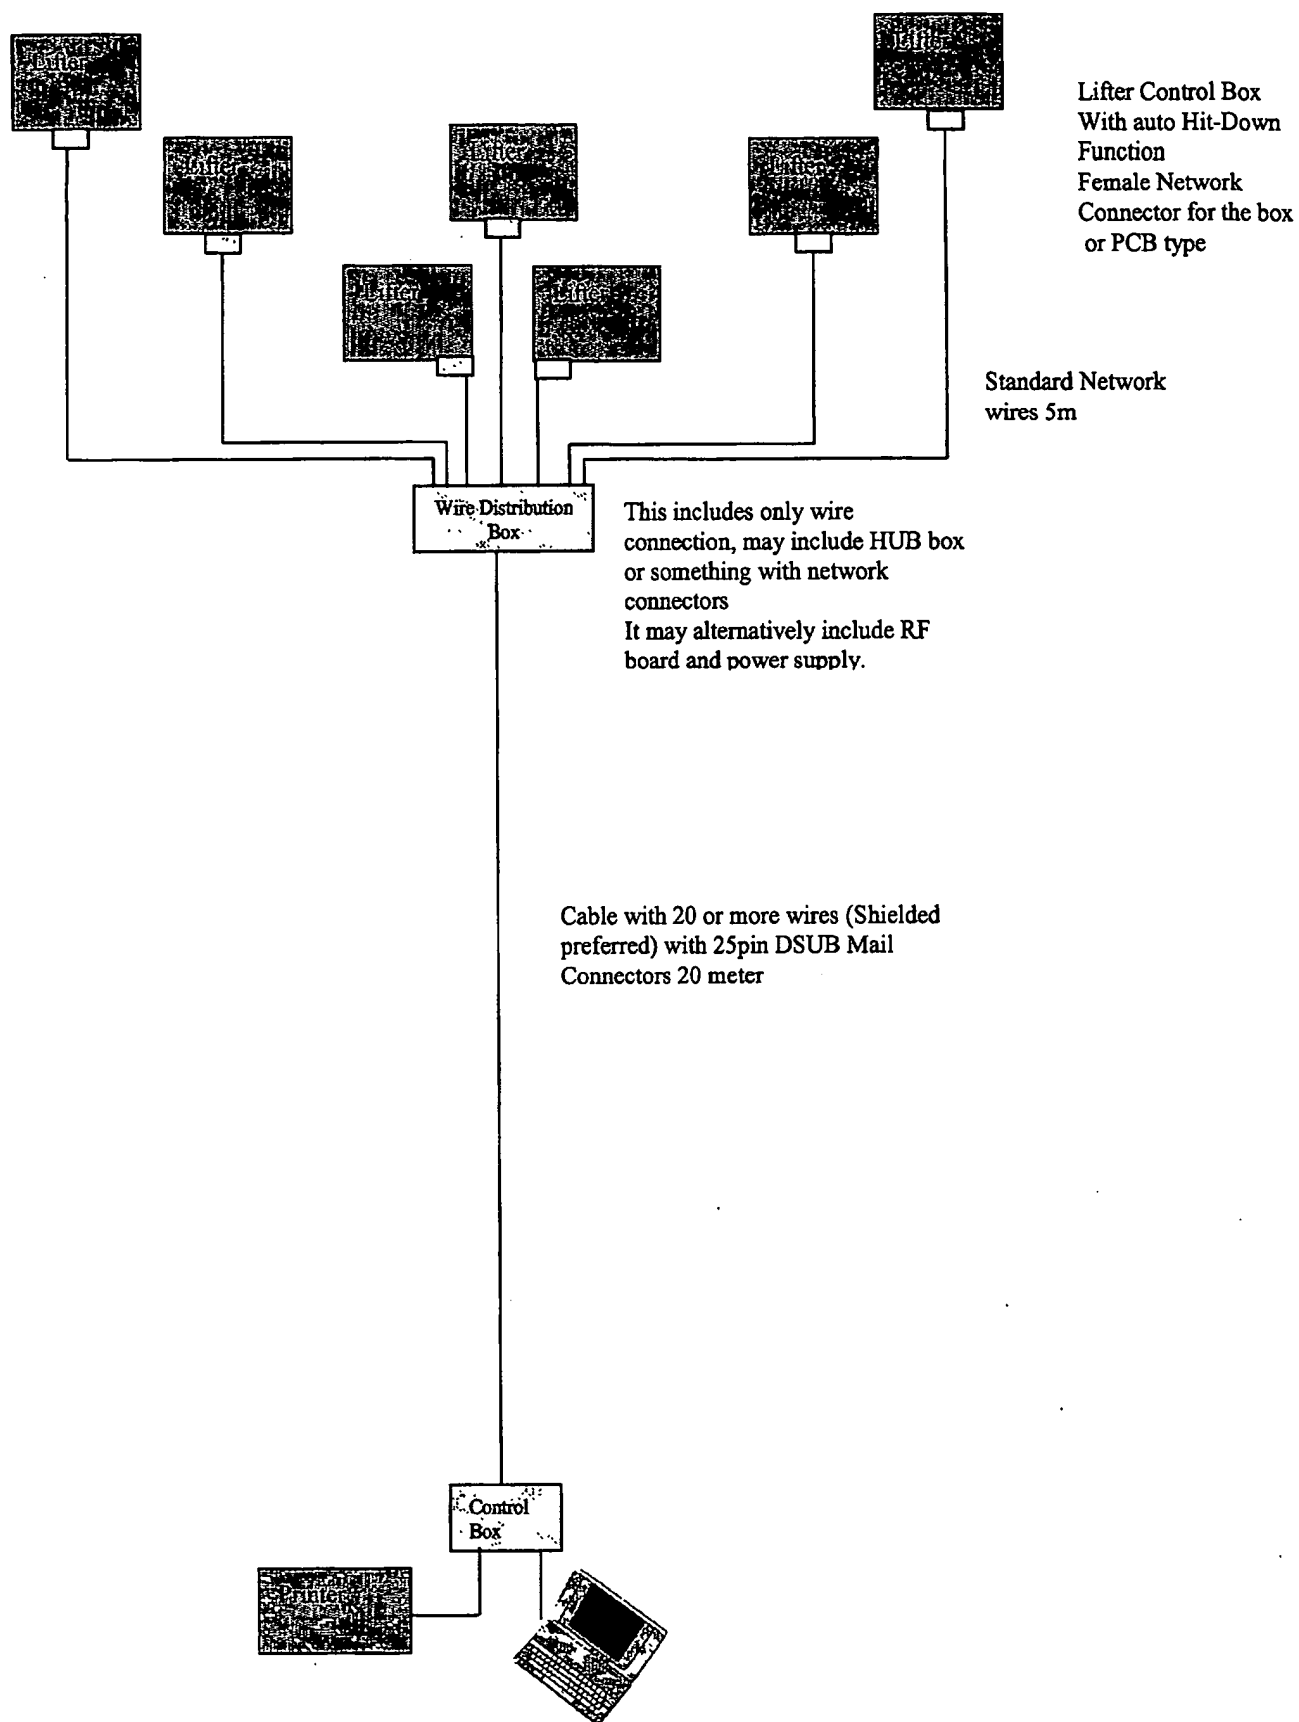 Lifter
Lifter
Lifter
Lifter
Lifter
Lifter
Lifter
Lifter Control Box
With auto Hit-Down
Function
Female Network
Connector for the box
or PCB type
Standard Network
wires 5m
Wire Distribution
Box
This includes only wire
connection, may include HUB box
or something with network
connectors
It may alternatively include RF
board and power supply.
Cable with 20 or more wires (Shielded
preferred) with 25pin DSUB Mail
Connectors 20 meter
Control
Box
Printer